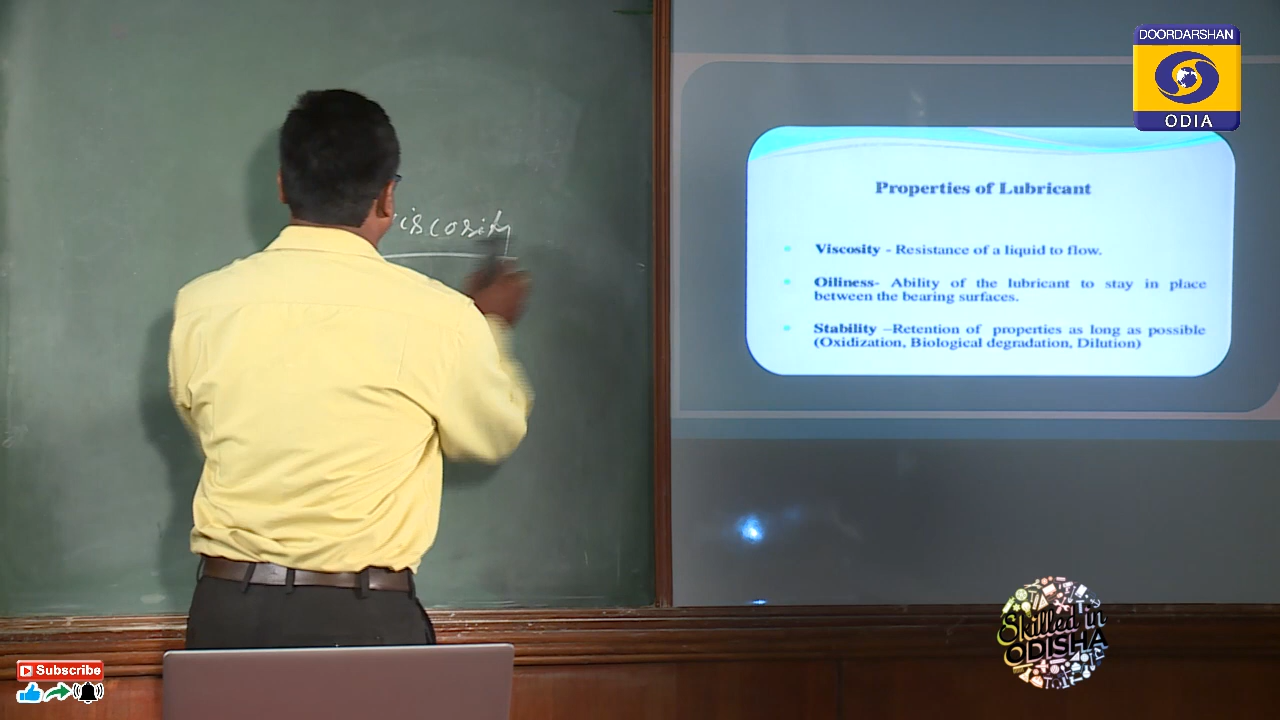 viscosity
DOORDARSHAN
ODIA
Properties of Lubricant
Viscosity - Resistance of a liquid to flow.
Oiliness- Ability of the lubricant to stay in place
between the bearing surfaces.
Stability –Retention of properties as long as possible
(Oxidization, Biological degradation, Dilution)
Skilled in
ODISHA
Subscribe